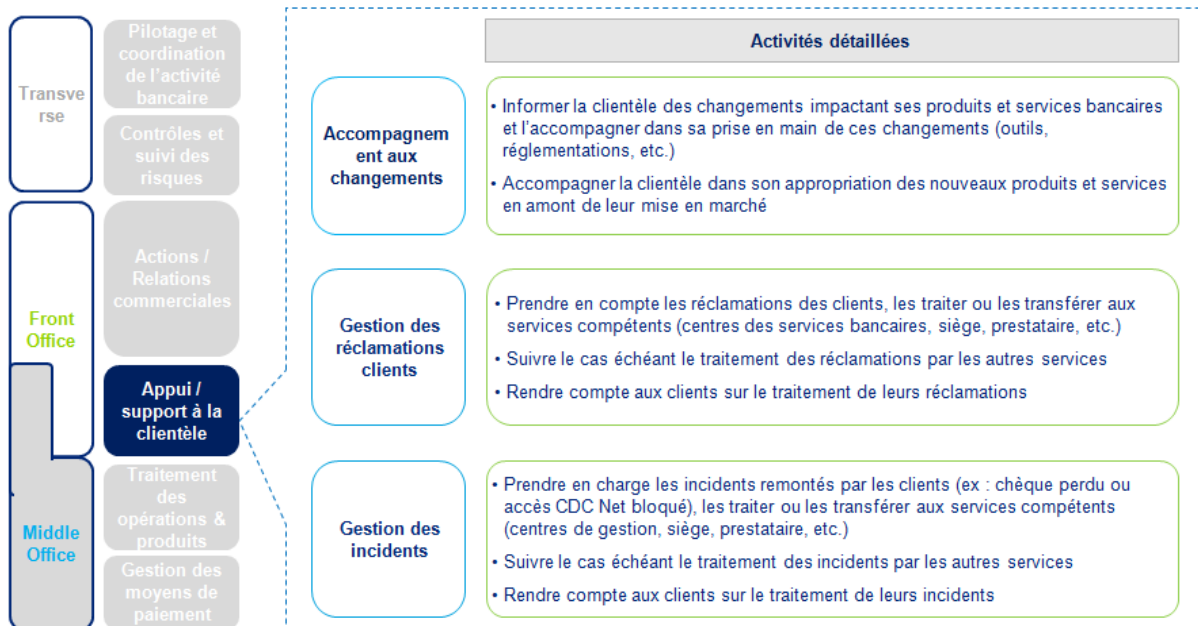 Transve
rse
Front
Office
Middle
Office
Pilotage et
coordination
de l’activité
bancaire
Contrôles et
suivi des
risques
Actions /
Relations
commerciales
Appui /
support à la
clientèle
Traitement
des
opérations &
produits
Gestion des
moyens de
paiement
Activités détaillées
Accompagnem
ent aux
changements
• Informer la clientèle des changements impactant ses produits et services bancaires
et l’accompagner dans sa prise en main de ces changements (outils,
réglementations, etc.)
• Accompagner la clientèle dans son appropriation des nouveaux produits et services
en amont de leur mise en marché
Gestion des
réclamations
clients
• Prendre en compte les réclamations des clients, les traiter ou les transférer aux
services compétents (centres des services bancaires, siège, prestataire, etc.)
• Suivre le cas échéant le traitement des réclamations par les autres services
• Rendre compte aux clients sur le traitement de leurs réclamations
Gestion des
incidents
• Prendre en charge les incidents remontés par les clients (ex : chèque perdu ou
accès CDC Net bloqué), les traiter ou les transférer aux services compétents
(centres de gestion, siège, prestataire, etc.)
• Suivre le cas échéant le traitement des incidents par les autres services
• Rendre compte aux clients sur le traitement de leurs incidents